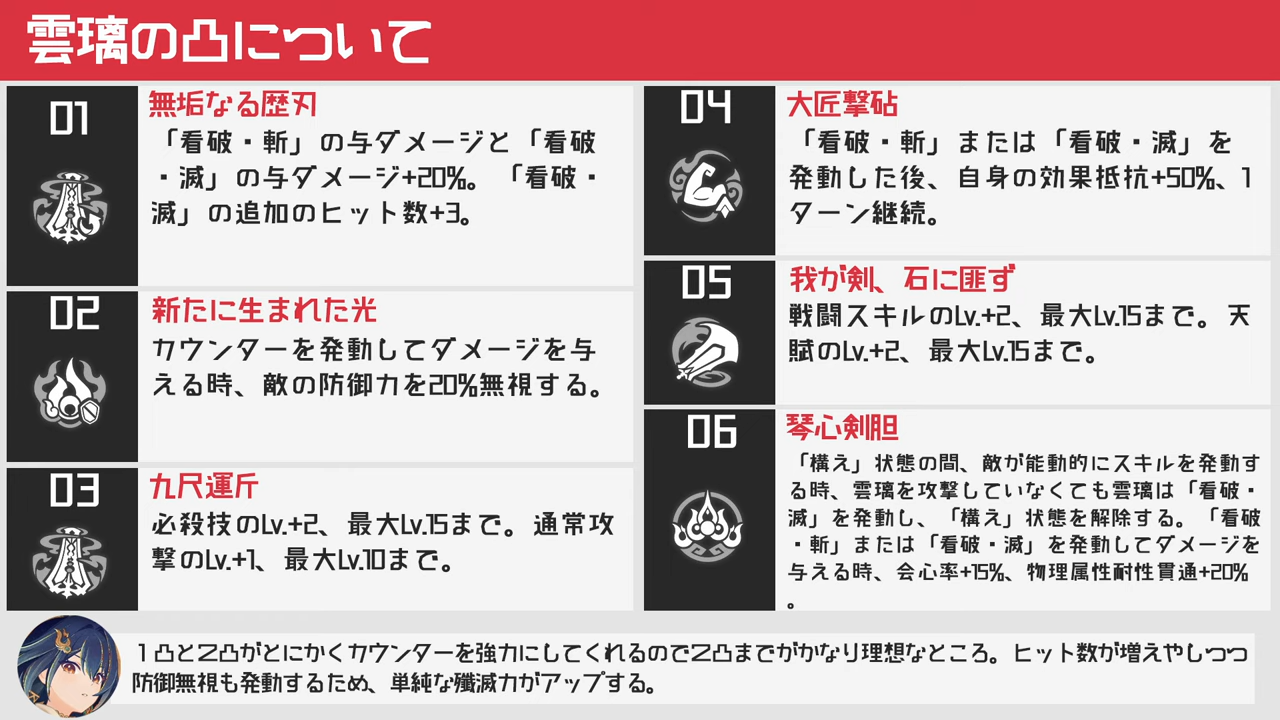 雲璃の凸について
01
無垢なる歴刃
「看破・斬」の与ダメージと「看破
・滅」の与ダメージ+20%。「看破・
滅」の追加のヒット数+3。
02
新たに生まれた光
カウンターを発動してダメージを与
える時、敵の防御力を20%無視する。
03
九尺運斤
必殺技のLv.+2、最大Lv.15まで。通常攻
撃のLv.+1、最大Lv.10まで。
04
大匠撃砧
「看破・斬」または「看破・滅」を
発動した後、自身の効果抵抗+50%、1
ターン継続。
05
我が剣、石に匪ず
戦闘スキルのLv.+2、最大Lv.15まで。天
賦のLv.+2、最大Lv.15まで。
06
琴心剣胆
「構え」状態の間、敵が能動的にスキルを発動す
る時、雲璃を攻撃していなくても雲璃は「看破・
滅」を発動し、「構え」状態を解除する。「看破
・斬」または「看破・滅」を発動してダメージを
与える時、会心率+15%、物理属性耐性貫通+20%
。
1凸と2凸がとにかくカウンターを強力にしてくれるので2凸までがかなり理想なところ。ヒット数が増えやしつつ
防御無視も発動するため、単純な殲滅力がアップする。